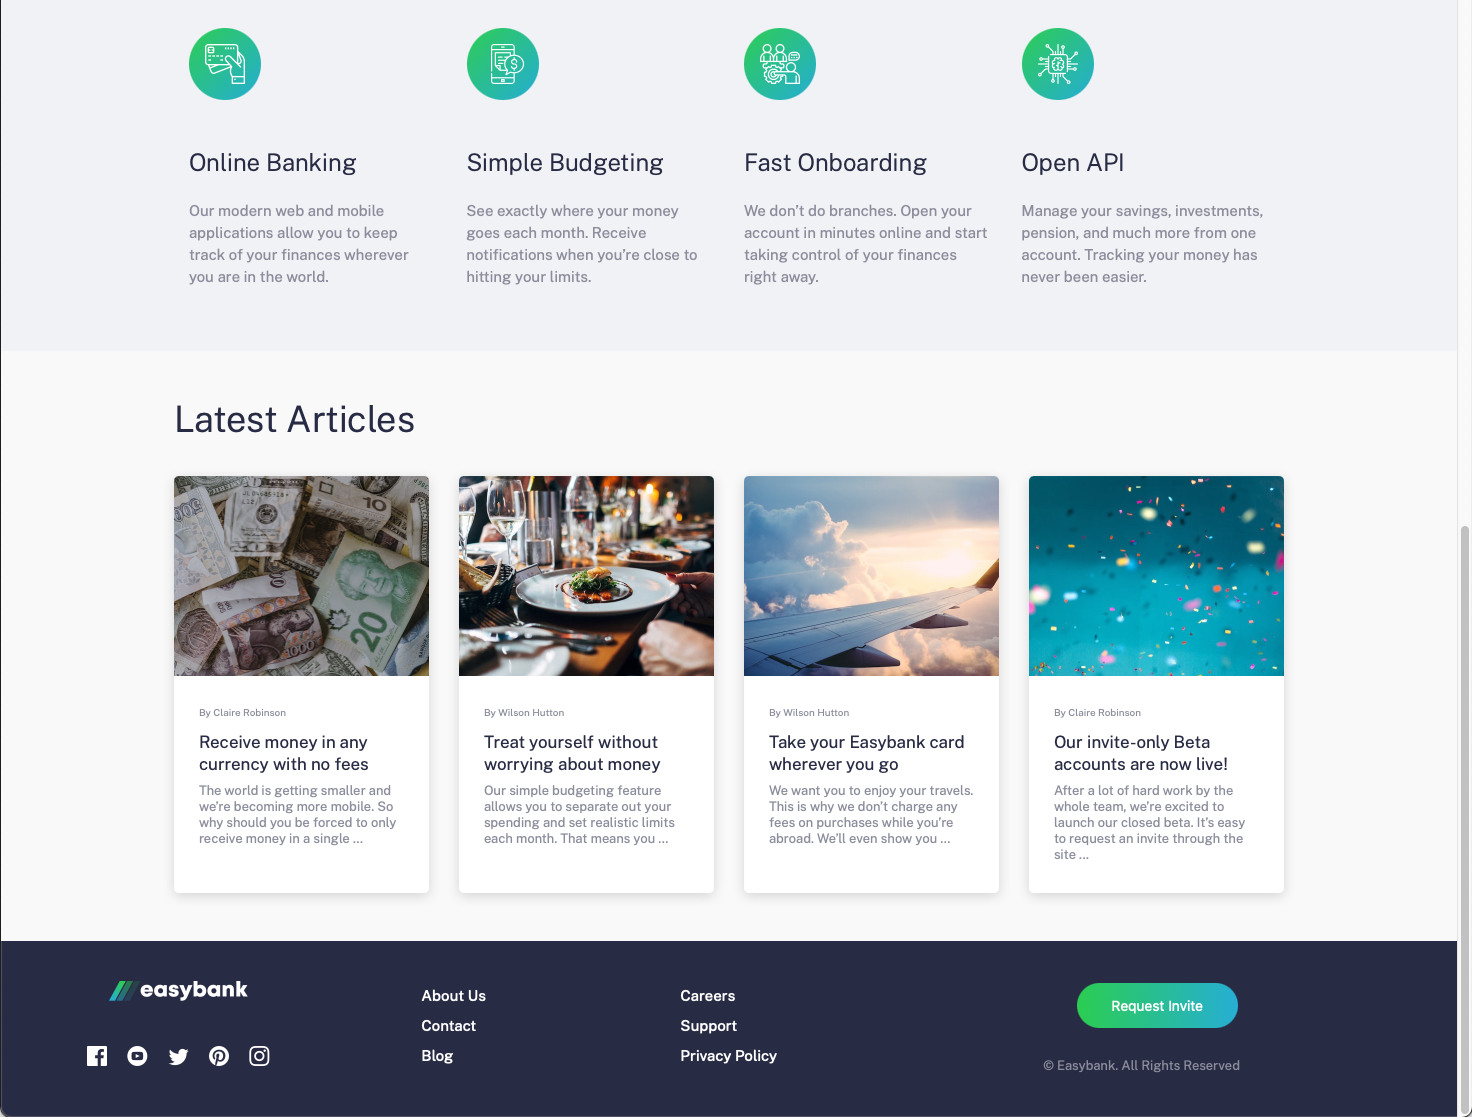 Online Banking
Our modern web and mobile
applications allow you to keep
track of your finances wherever
you are in the world.
Simple Budgeting
See exactly where your money
goes each month. Receive
notifications when you’re close to
hitting your limits.
Fast Onboarding
We don’t do branches. Open your
account in minutes online and start
taking control of your finances
right away.
Open API
Manage your savings, investments,
pension, and much more from one
account. Tracking your money has
never been easier.
Latest Articles
10
20
1000
By Claire Robinson
Receive money in any
currency with no fees
The world is getting smaller and
we’re becoming more mobile. So
why should you be forced to only
receive money in a single …
By Wilson Hutton
Treat yourself without
worrying about money
Our simple budgeting feature
allows you to separate out your
spending and set realistic limits
each month. That means you …
By Wilson Hutton
Take your Easybank card
wherever you go
We want you to enjoy your travels.
This is why we don’t charge any
fees on purchases while you’re
abroad. We’ll even show you …
By Claire Robinson
Our invite-only Beta
accounts are now live!
After a lot of hard work by the
whole team, we’re excited to
launch our closed beta. It’s easy
to request an invite through the
site …
easybank
About Us
Contact
Blog
Careers
Support
Privacy Policy
Request Invite
© Easybank. All Rights Reserved